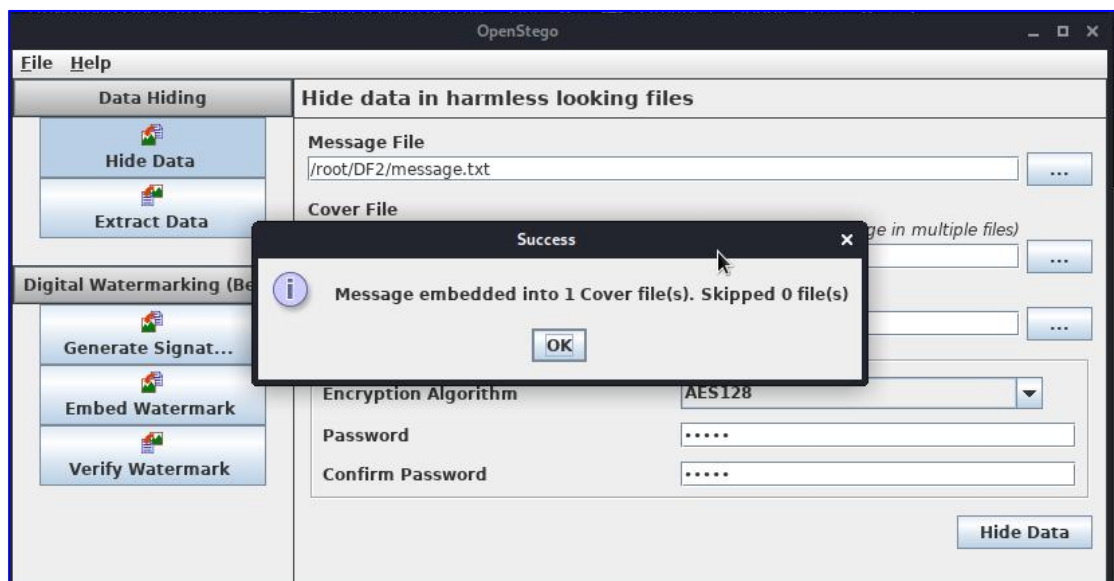 OpenStego
File Help
Data Hiding
Hide Data
Extract Data
Digital Watermarking (Be
Generate Signat...
Embed Watermark
Verify Watermark
Hide data in harmless looking files
Message File
/root/DF2/message.txt
...
Cover File
ge in multiple files)
...
...
Success
Message embedded into 1 Cover file(s). Skipped 0 file(s)
OK
Encryption Algorithm AES128
Password •••••
Confirm Password •••••
Hide Data